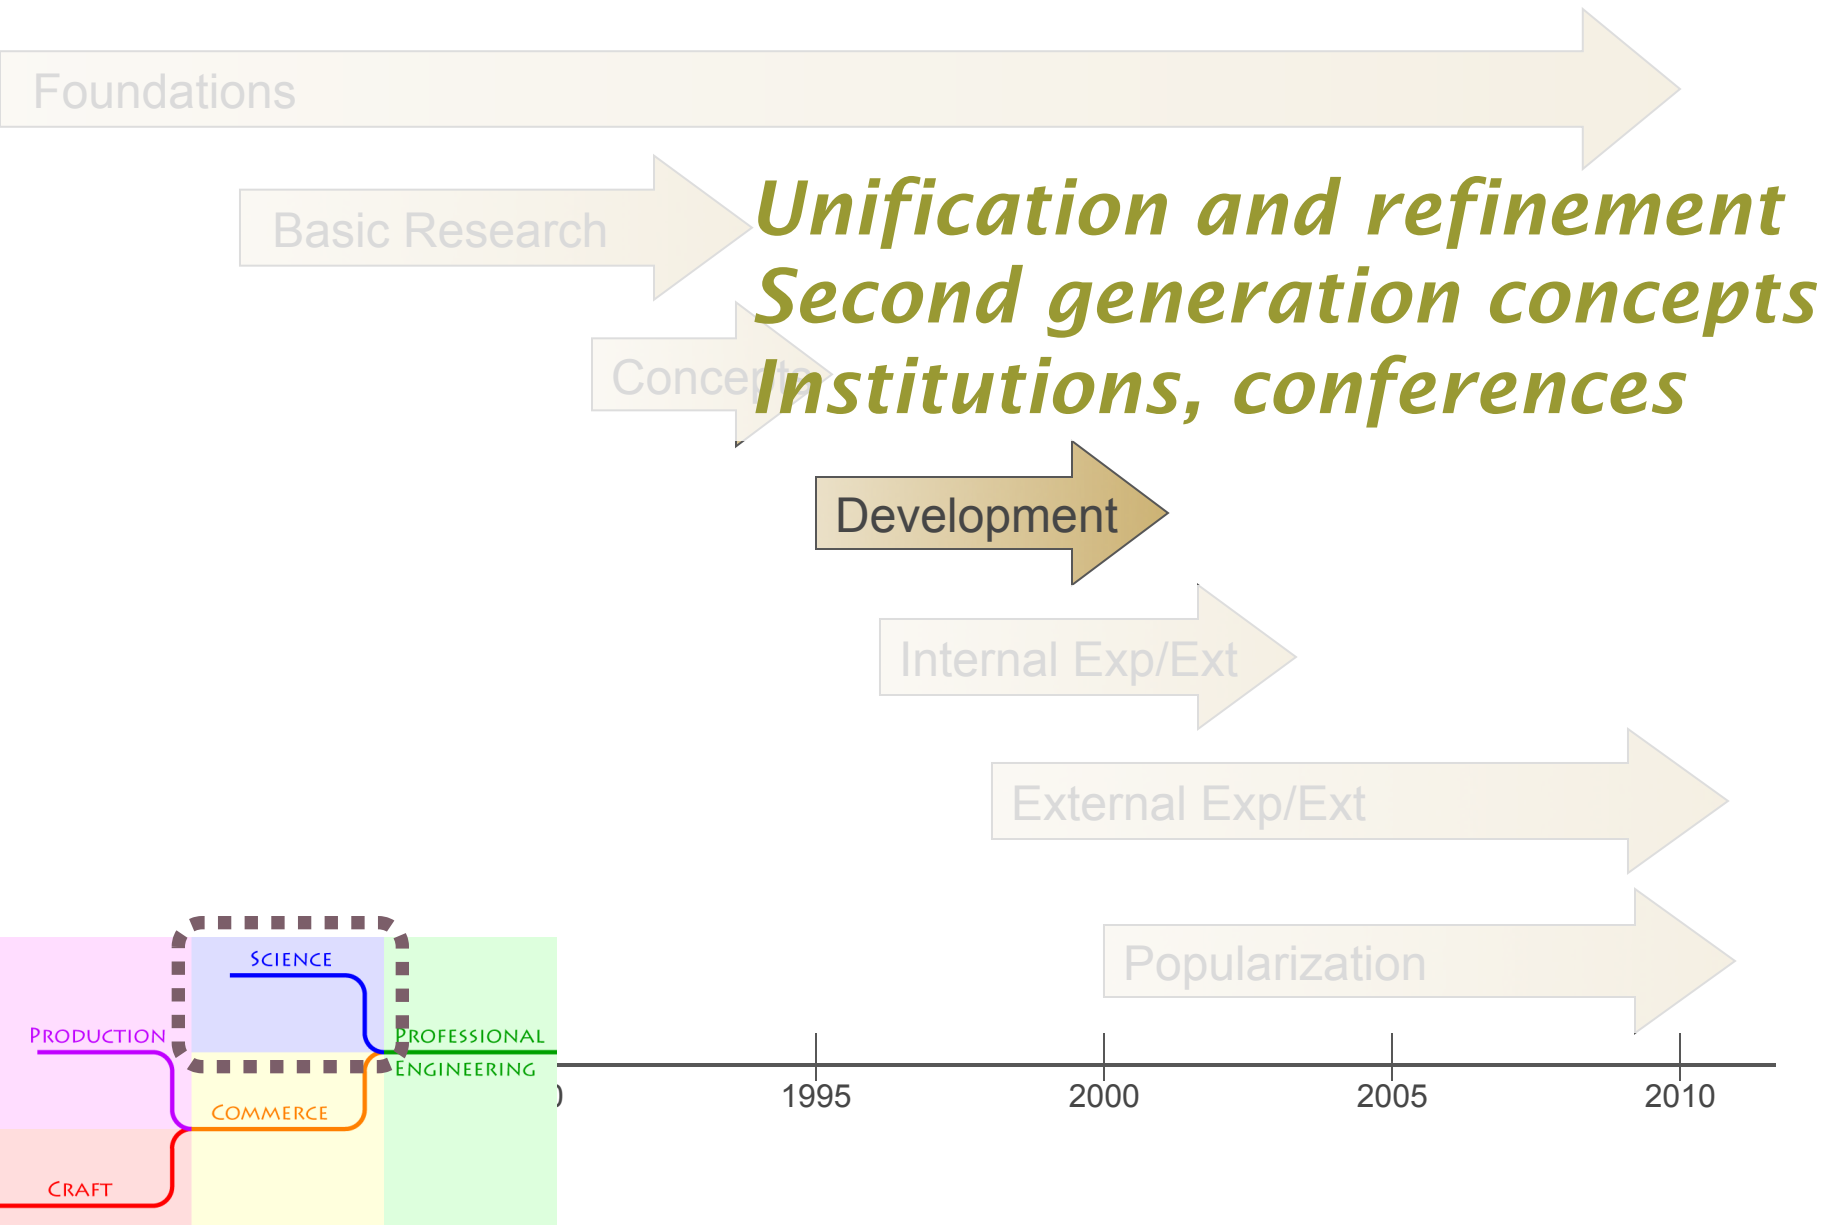 Foundations
Basic Research
Unification and refinement
Second generation concepts
Concepts
Institutions, conferences
Development
Internal Exp/Ext
External Exp/Ext
Popularization
SCIENCE
PRODUCTION
PROFESSIONAL
ENGINEERING
COMMERCE
CRAFT
1995
2000
2005
2010